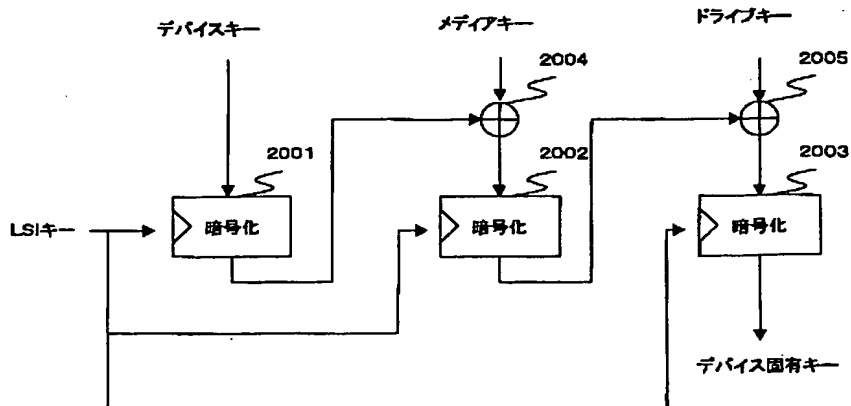 デバイスキー
メディアキー
ドライブキー
2004
2005
2001
2002
2003
LSIキー
暗号化
暗号化
暗号化
デバイス固有キー